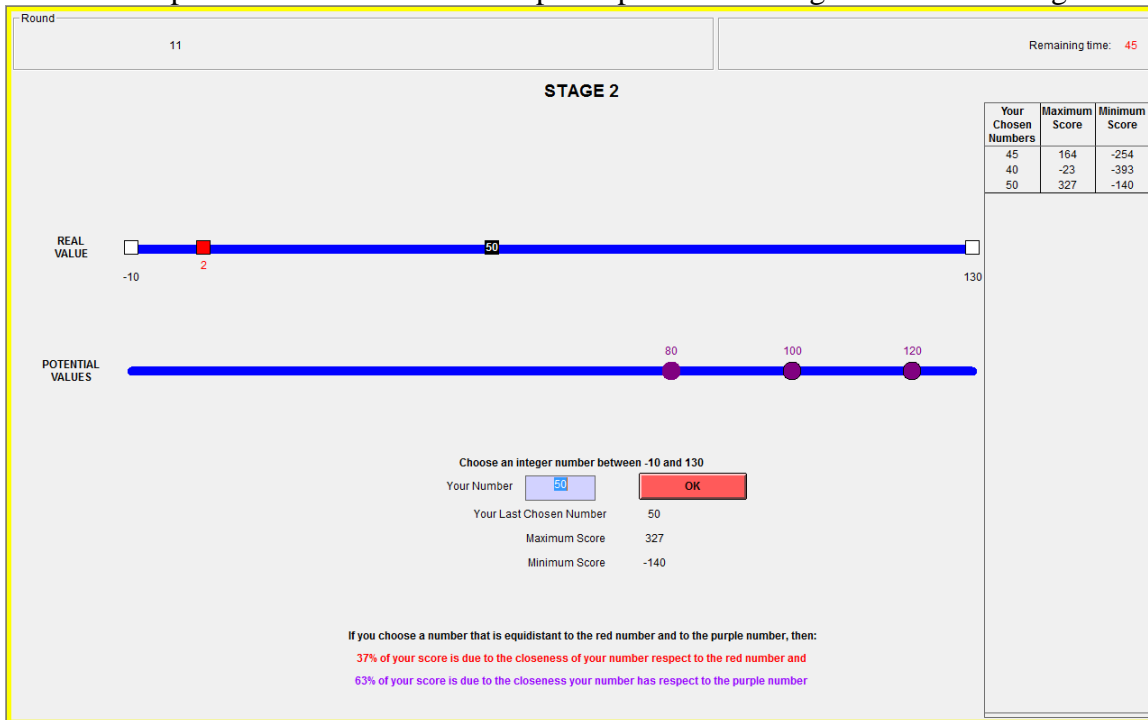 Round
11
Remaining time: 45
STAGE 2
Your Chosen Numbers Maximum Score Minimum Score
45 164 -254
40 -23 -393
50 327 -140
REAL
VALUE
50
2
-10 130
80 100 120
POTENTIAL
VALUES
Choose an integer number between -10 and 130
Your Number 50 OK
Your Last Chosen Number 50
Maximum Score 327
Minimum Score -140
If you choose a number that is equidistant to the red number and to the purple number, then:
37% of your score is due to the closeness of your number respect to the red number and
63% of your score is due to the closeness your number has respect to the purple number